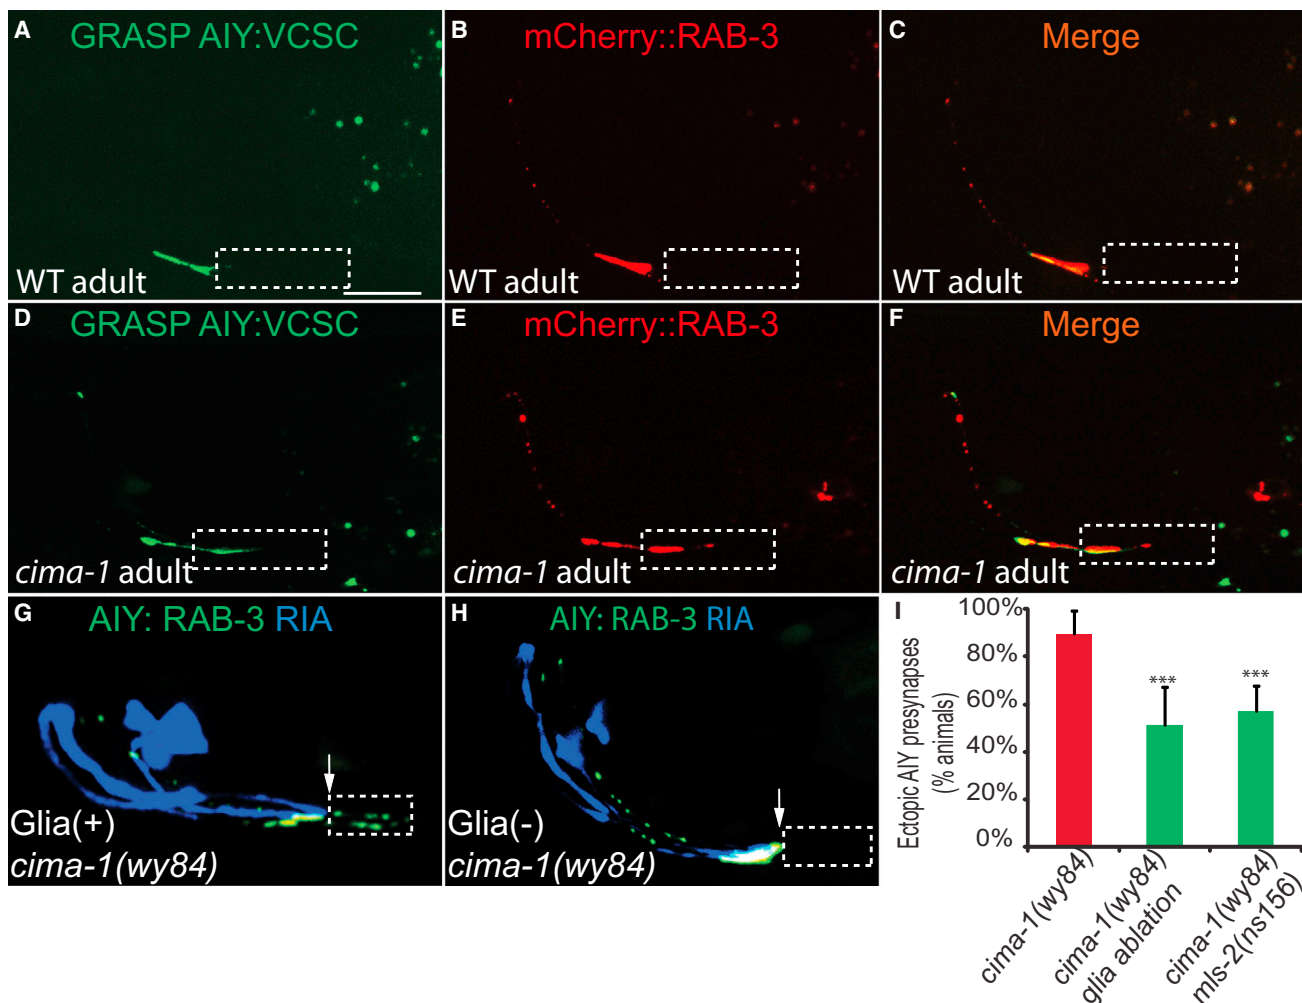 A
GRASP AIY:VCSC
WT adult
B
mCherry::RAB-3
WT adult
C
Merge
WT adult
D
GRASP AIY:VCSC
cima-1 adult
E
mCherry::RAB-3
cima-1 adult
F
Merge
cima-1 adult
G
AIY: RAB-3 RIA
Glia(+)
cima-1(wy84)
H
AIY: RAB-3 RIA
Glia(-)
cima-1(wy84)
I
Ectopic AIY presynapses
(% animals)
100%
80%
60%
40%
20%
0%
***
***
cima-1(wy84)
cima-1(wy84)
glia ablation
cima-1(wy84)
mls-2(ns156)